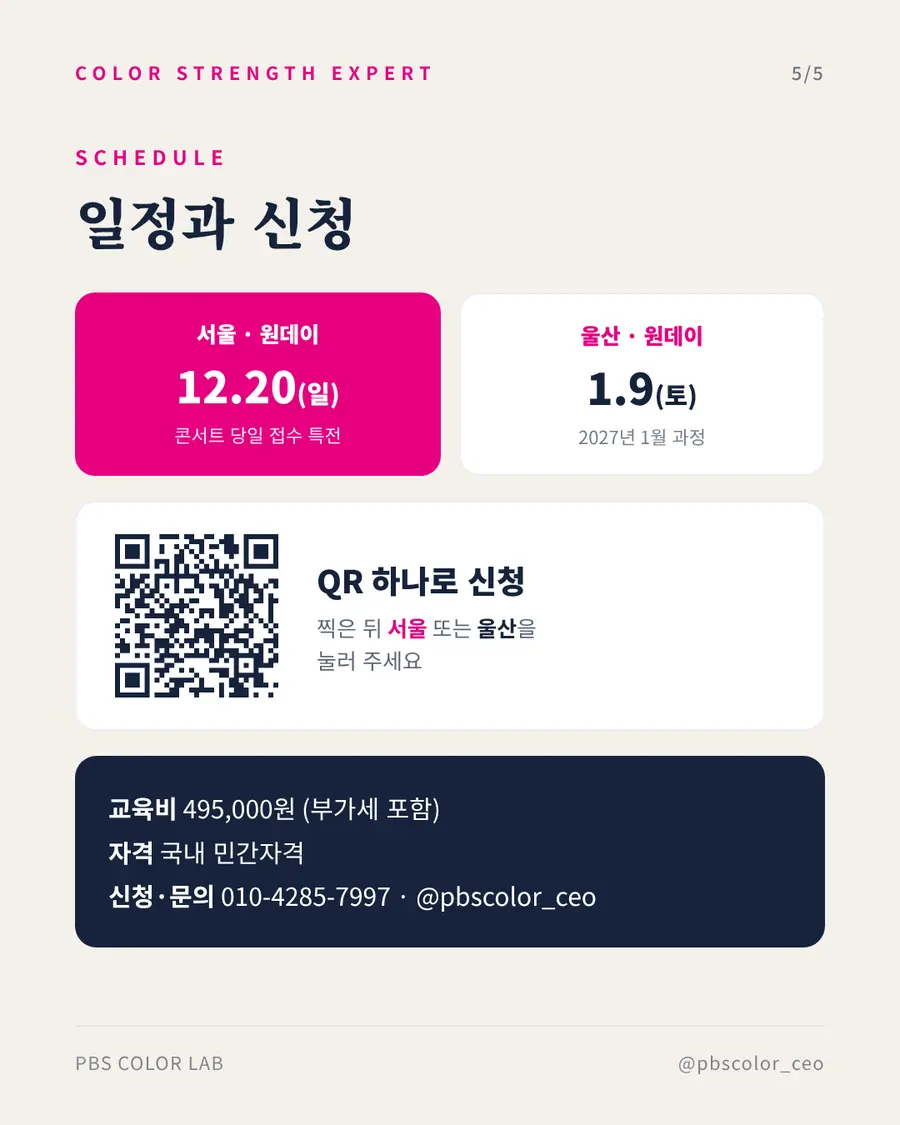 COLOR STRENGTH EXPERT
5/5
SCHEDULE
일정과 신청
서울 · 원데이
12.20(일)
콘서트 당일 접수 특전
울산 · 원데이
1.9(토)
2027년 1월 과정
QR 하나로 신청
찍은 뒤 서울 또는 울산을
눌러 주세요
교육비 495,000원 (부가세 포함)
자격 국내 민간자격
신청·문의 010-4285-7997 · @pbscolor_ceo
PBS COLOR LAB
@pbscolor_ceo